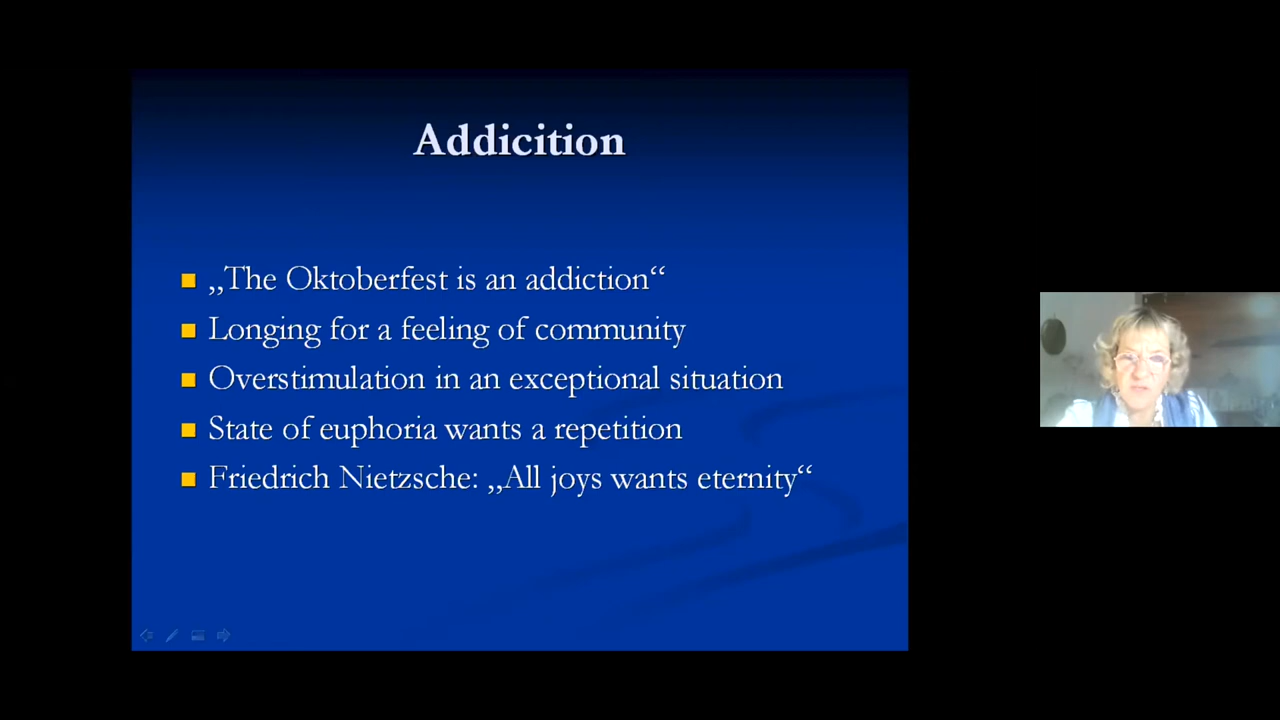 Addicition
„The Oktoberfest is an addiction“
Longing for a feeling of community
Overstimulation in an exceptional situation
State of euphoria wants a repetition
Friedrich Nietzsche: „All joys wants eternity“